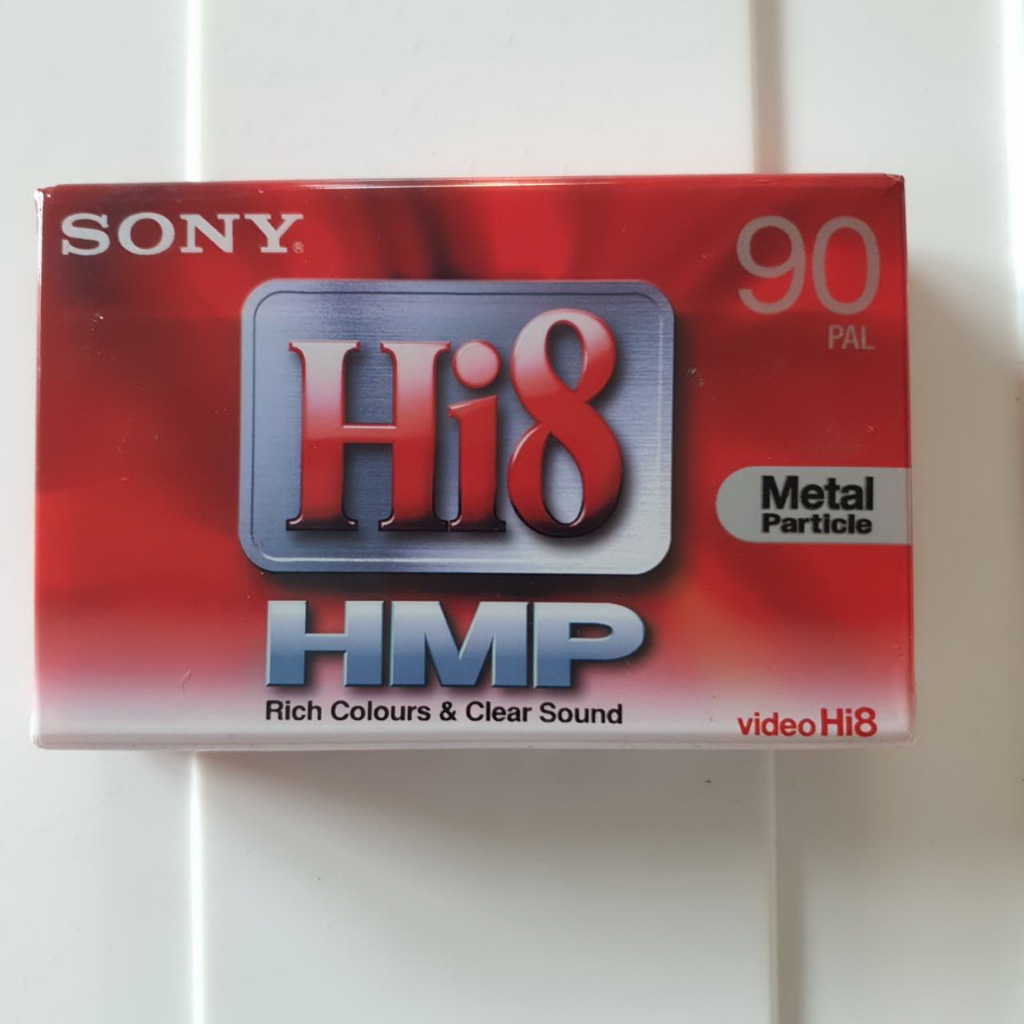 SONY®
90
PAL
Hi8
Metal
Particle
HMP
Rich Colours & Clear Sound
video Hi8